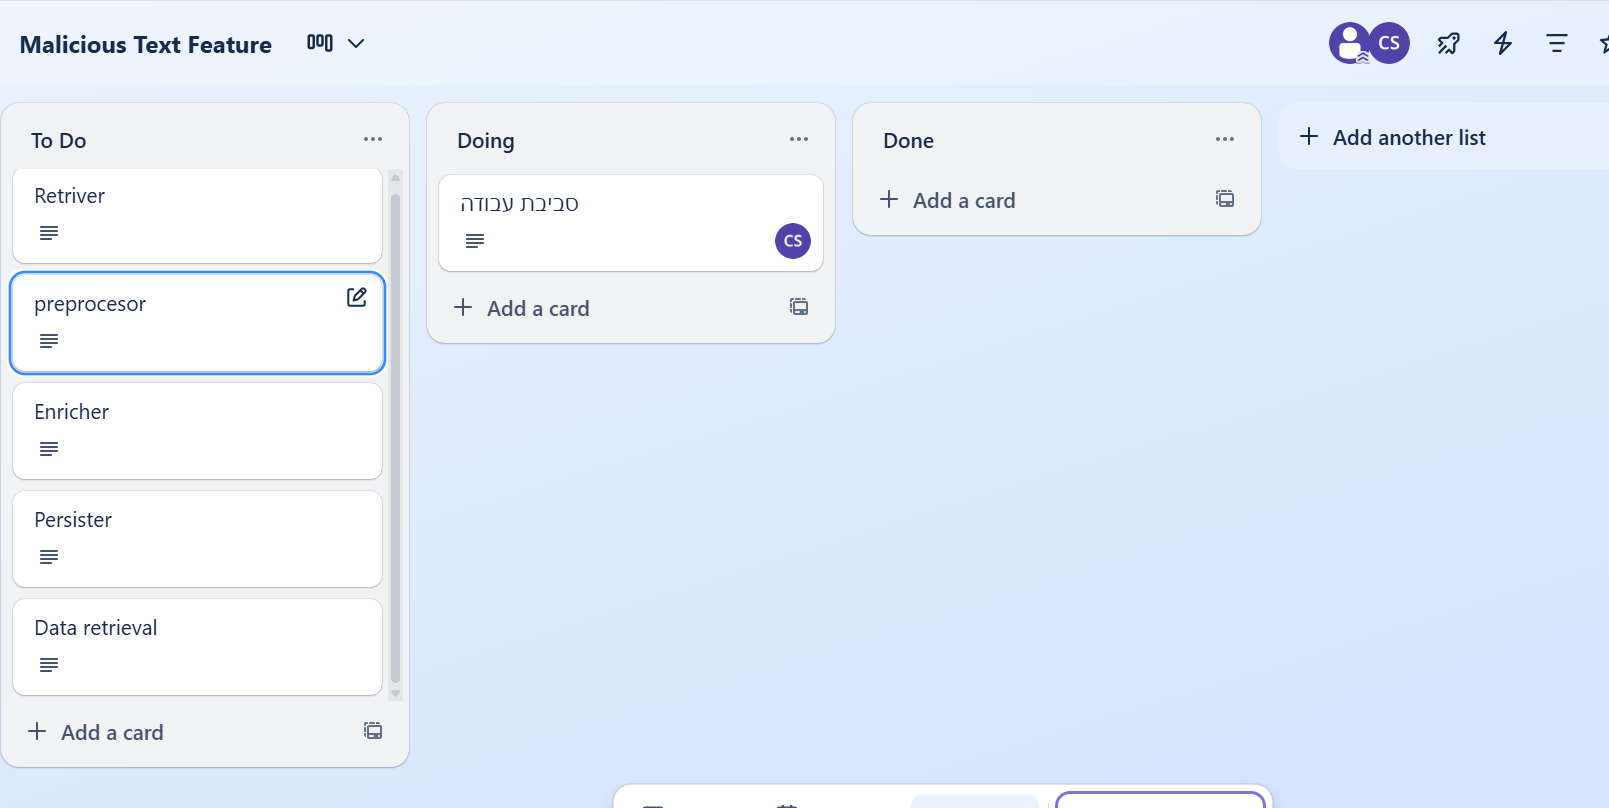 Malicious Text Feature
CS
To Do
Retriver
preprocesor
Enricher
Persister
Data retrieval
Add a card
Doing
סביבת עבודה
CS
Add a card
Done
Add a card
Add another list